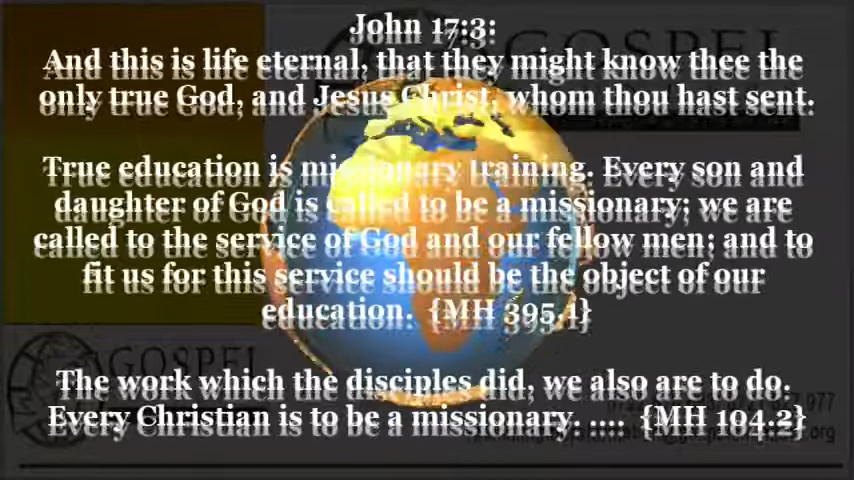 John 17:3:
And this is life eternal, that they might know thee the
only true God, and Jesus Christ, whom thou hast sent.
True education is missionary training. Every son and
daughter of God is called to be a missionary; we are
called to the service of God and our fellow men; and to
fit us for this service should be the object of our
education. {MH 395.1}
The work which the disciples did, we also are to do.
Every Christian is to be a missionary. .... {MH 104.2}
GOSPEL
GOSPEL